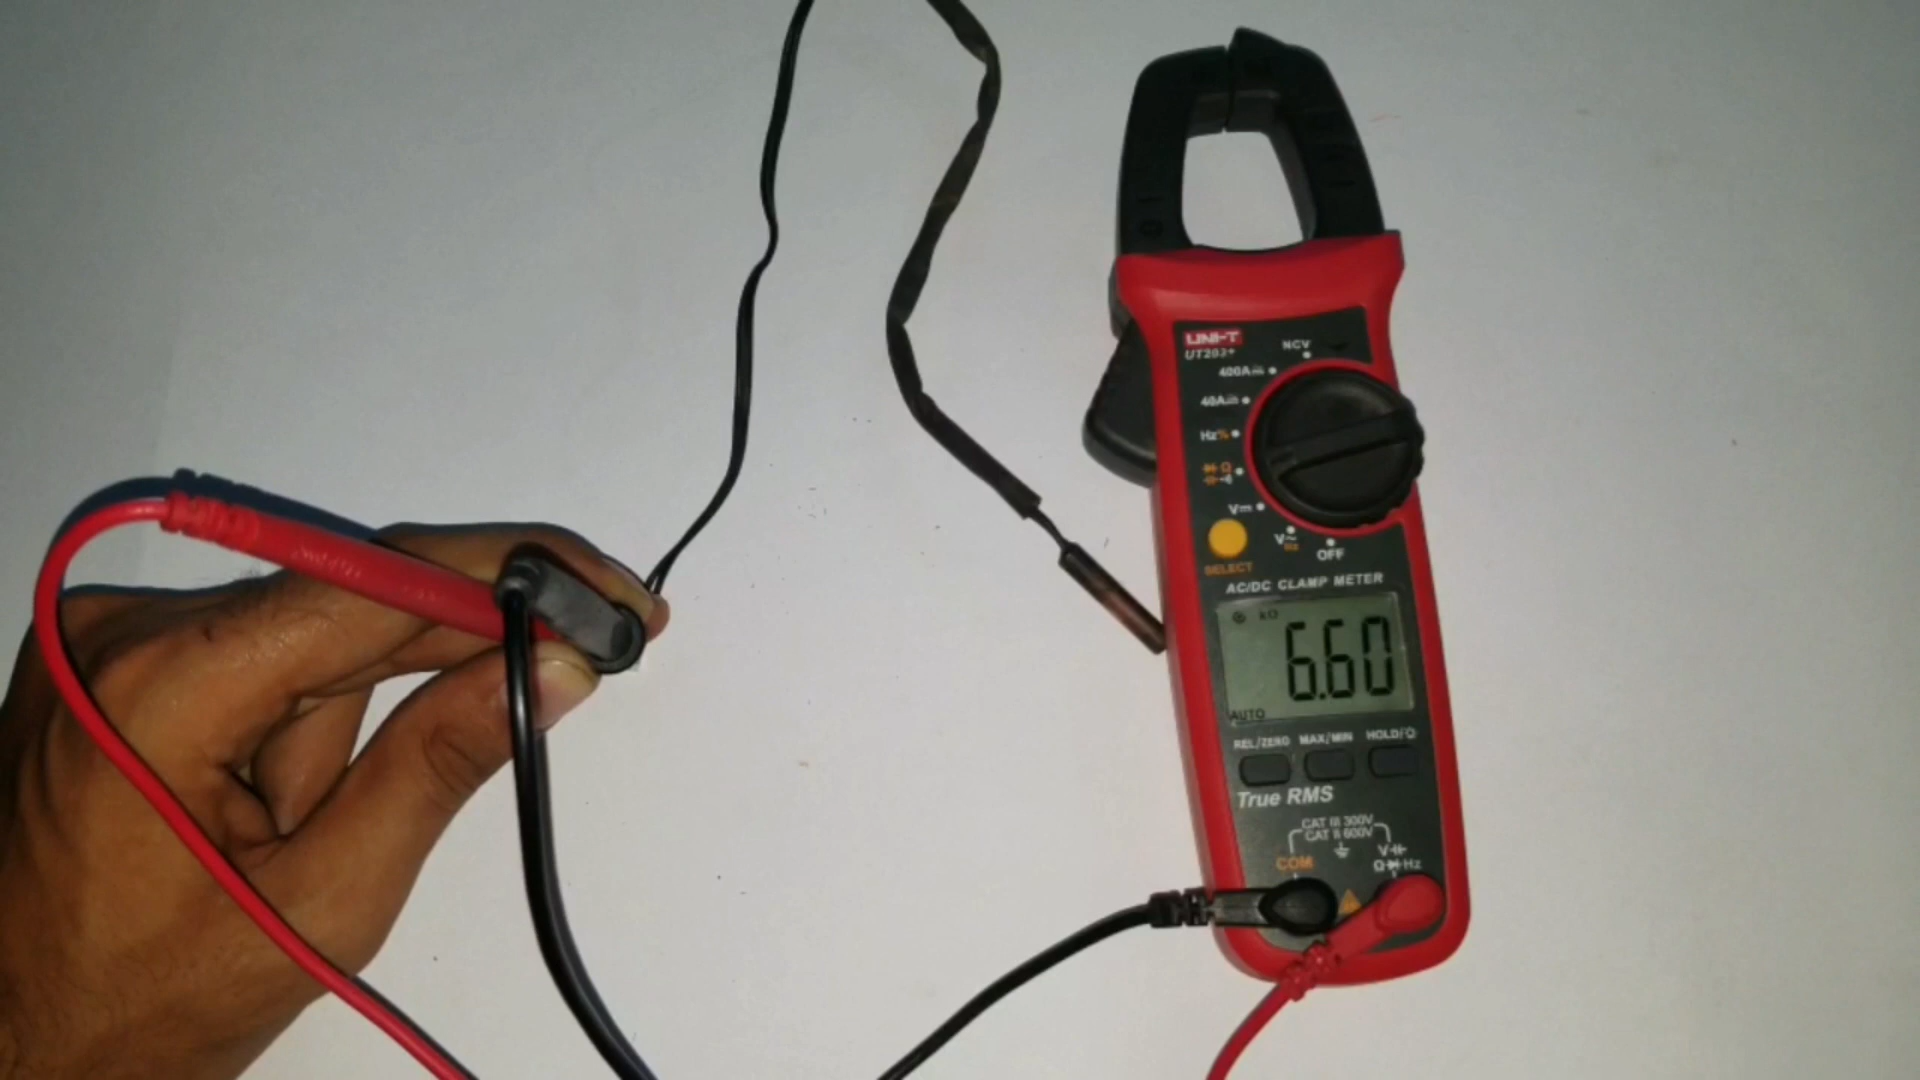 UNI-T
UT203+
NCV
400A
40A
Hz%
Ω
V
V~
Hz
OFF
SELECT
AC/DC CLAMP METER
kΩ
6.60
AUTO
REL/ZERO MAX/MIN HOLD/
True RMS
CAT III 300V
CAT II 600V
COM
V
Ω Hz